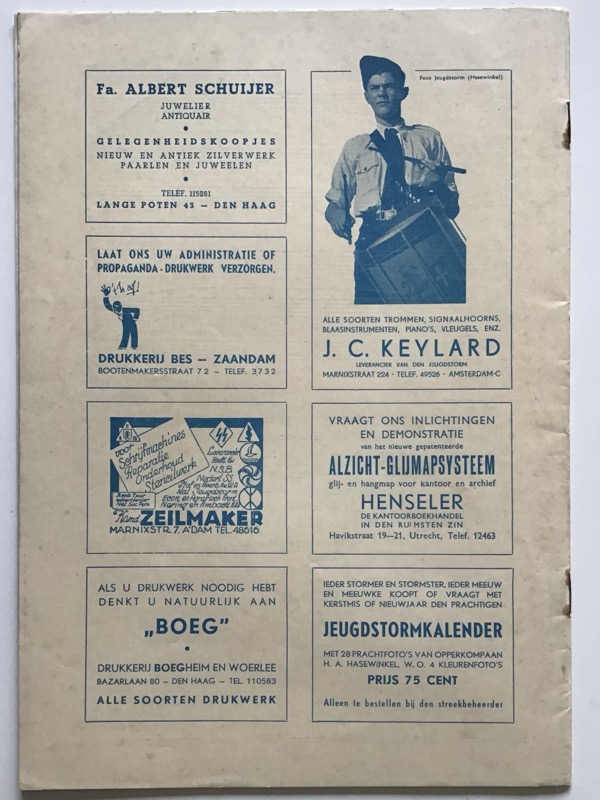 Fa. ALBERT SCHUIJER
JUWELIER
ANTIQUAIR
GELEGENHEIDSKOOPJES
NIEUW EN ANTIEK ZILVERWERK
PAARLEN EN JUWEELEN
TELEF. 115281
LANGE POTEN 43 — DEN HAAG
Foto Jeugdstorm (Hasewinkel)
ALLE SOORTEN TROMMEN, SIGNAALHOORNS,
BLAASINSTRUMENTEN, PIANO'S, VLEUGELS, ENZ.
J. C. KEYLARD
LEVERANCIER VAN DEN JEUGDSTORM
MARNIXSTRAAT 224 - TELEF. 49526 - AMSTERDAM-C
LAAT ONS UW ADMINISTRATIE OF
PROPAGANDA-DRUKWERK VERZORGEN.
't is af!
DRUKKERIJ BES — ZAANDAM
BOOTENMAKERSSTRAAT 72 — TELEF. 3732
voor
Schrijfmachines
Reparatie
Onderhoud
Stencilwerk
Leverancier
N.S.B.
Nederl. SS
Nat. Jeugdstorm
ZEILMAKER
MARNIXSTR. 7, A'DAM TEL. 48616
VRAAGT ONS INLICHTINGEN
EN DEMONSTRATIE
van het nieuwe gepatenteerde
ALZICHT-GLIJMAPSYSTEEM
glij- en hangmap voor kantoor en archief
HENSELER
DE KANTOORBOEKHANDEL
IN DEN RUIMSTEN ZIN
Havikstraat 19—21, Utrecht, Telef. 12463
ALS U DRUKWERK NOODIG HEBT
DENKT U NATUURLIJK AAN
„BOEG”
DRUKKERIJ BOEGHEIM EN WOERLEE
BAZARLAAN 80 — DEN HAAG — TEL. 110583
ALLE SOORTEN DRUKWERK
IEDER STORMER EN STORMSTER, IEDER MEEUW
EN MEEUWKE KOOPT OF VRAAGT MET
KERSTMIS OF NIEUWJAAR DEN PRACHTIGEN
JEUGDSTORMKALENDER
MET 28 PRACHTFOTO'S VAN OPPERKOMPAAN
H. A. HASEWINKEL, W.O. 4 KLEURENFOTO'S
PRIJS 75 CENT
Alleen te bestellen bij den streekbeheerder